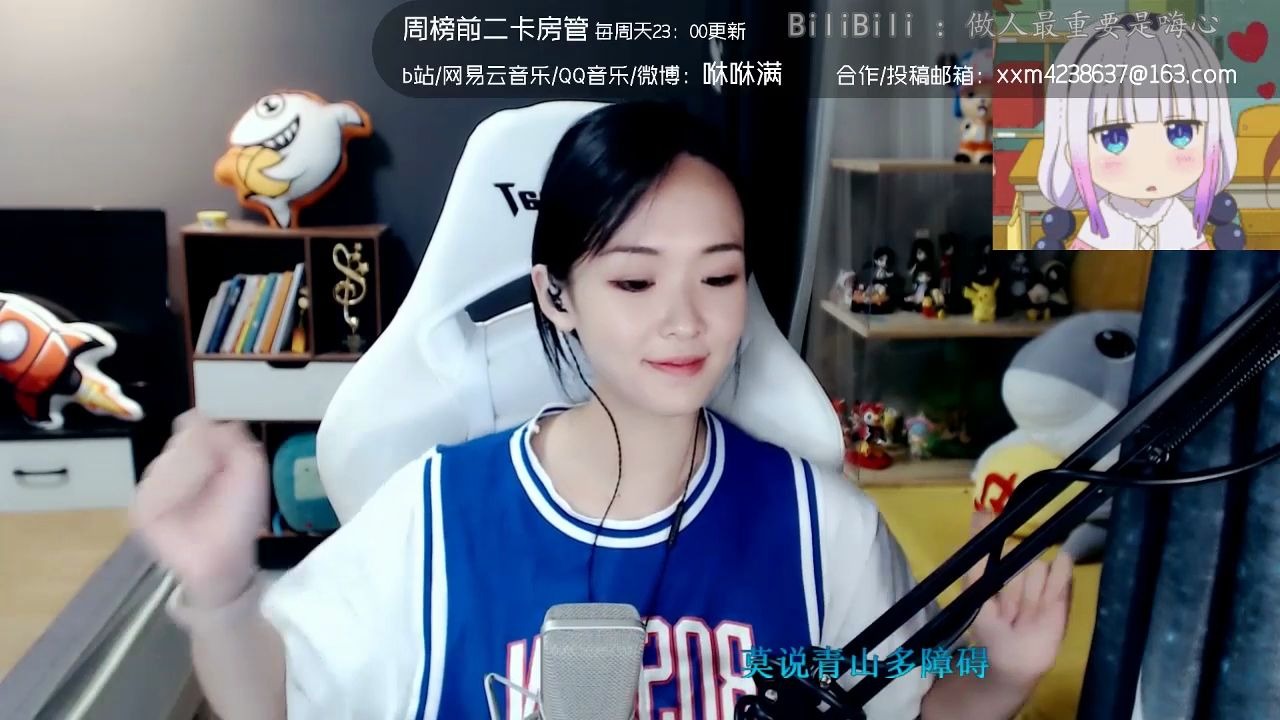 周榜前二卡房管 每周天23：00更新
BiliBili ：做人最重要是嗨心
b站/网易云音乐/QQ音乐/微博：咻咻满
合作/投稿邮箱：xxm4238637@163.com
莫说青山多障碍